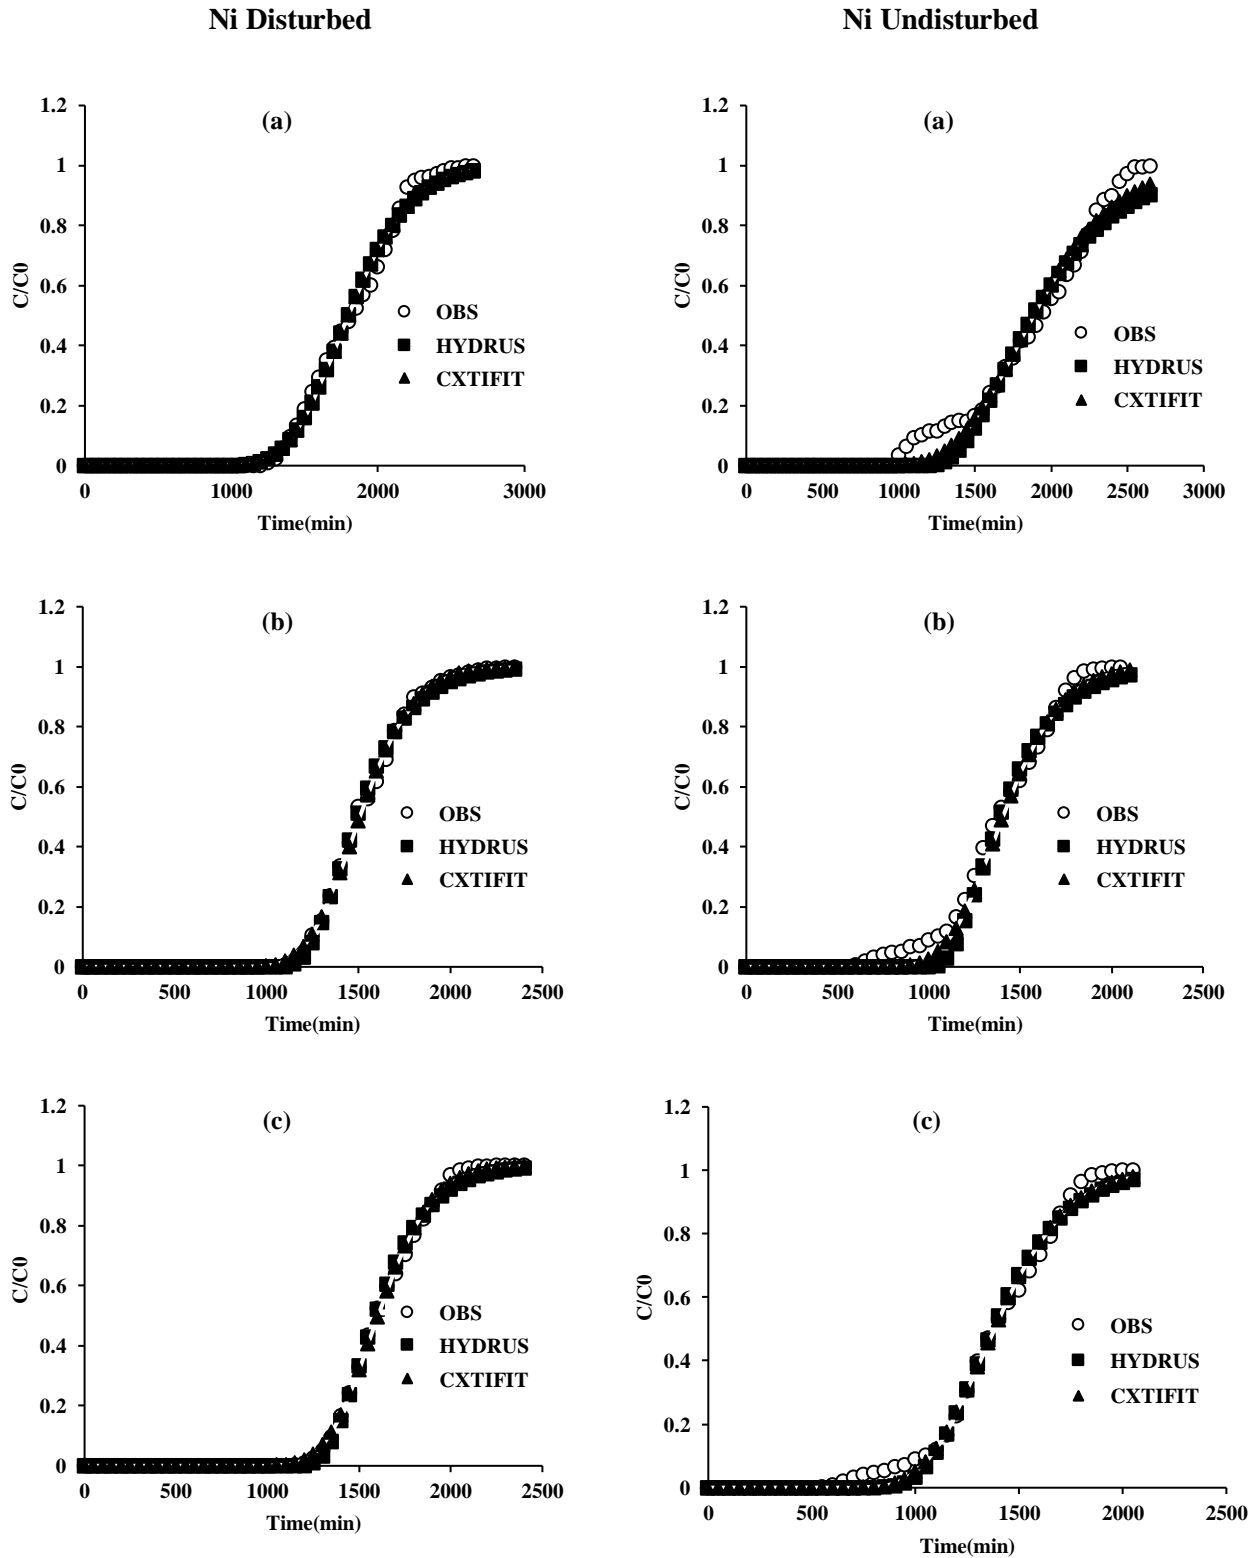 Ni Disturbed
Ni Undisturbed
(a)
1.2
1
0.8
0.6
0.4
0.2
0
C/C0
OBS
HYDRUS
CXTIFIT
0 1000 2000 3000
Time(min)
(a)
1.2
1
0.8
0.6
0.4
0.2
0
C/C0
OBS
HYDRUS
CXTIFIT
0 500 1000 1500 2000 2500 3000
Time(min)
(b)
1.2
1
0.8
0.6
0.4
0.2
0
C/C0
OBS
HYDRUS
CXTIFIT
0 500 1000 1500 2000 2500
Time(min)
(b)
1.2
1
0.8
0.6
0.4
0.2
0
C/C0
OBS
HYDRUS
CXTIFIT
0 500 1000 1500 2000 2500
Time(min)
(c)
1.2
1
0.8
0.6
0.4
0.2
0
C/C0
OBS
HYDRUS
CXTIFIT
0 500 1000 1500 2000 2500
Time(min)
(c)
1.2
1
0.8
0.6
0.4
0.2
0
C/C0
OBS
HYDRUS
CXTIFIT
0 500 1000 1500 2000 2500
Time(min)